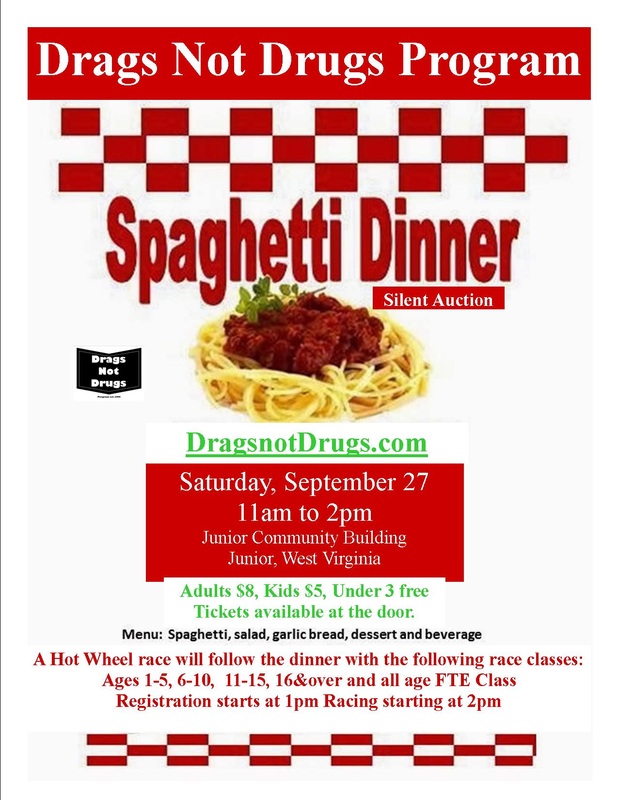 Drags Not Drugs Program
Spaghetti Dinner
Silent Auction
Drags
Not
Drugs
DragsnotDrugs.com
Saturday, September 27
11am to 2pm
Junior Community Building
Junior, West Virginia
Adults $8, Kids $5, Under 3 free
Tickets available at the door.
Menu: Spaghetti, salad, garlic bread, dessert and beverage
A Hot Wheel race will follow the dinner with the following race classes:
Ages 1-5, 6-10, 11-15, 16&over and all age FTE Class
Registration starts at 1pm Racing starting at 2pm